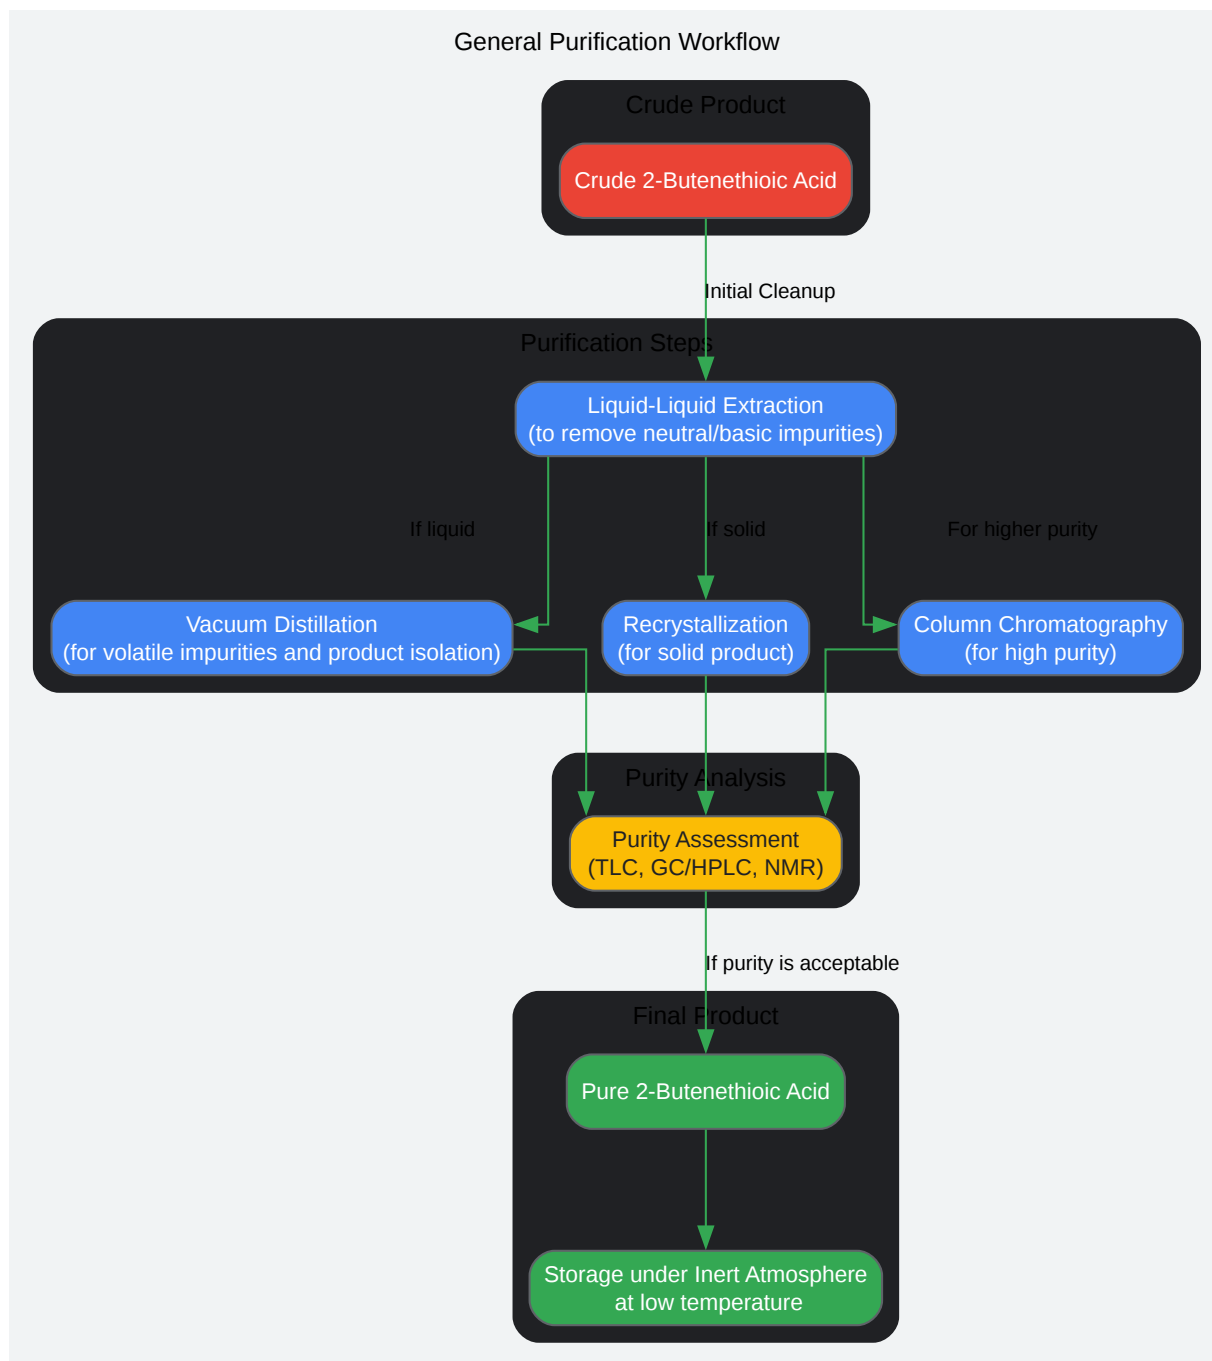 General Purification Workflow
Crude Product
Crude 2-Butenethioic Acid
Initial Cleanup
Purification Steps
Liquid-Liquid Extraction
(to remove neutral/basic impurities)
If liquid
If solid
For higher purity
Vacuum Distillation
(for volatile impurities and product isolation)
Recrystallization
(for solid product)
Column Chromatography
(for high purity)
Purity Analysis
Purity Assessment
(TLC, GC/HPLC, NMR)
If purity is acceptable
Final Product
Pure 2-Butenethioic Acid
Storage under Inert Atmosphere
at low temperature